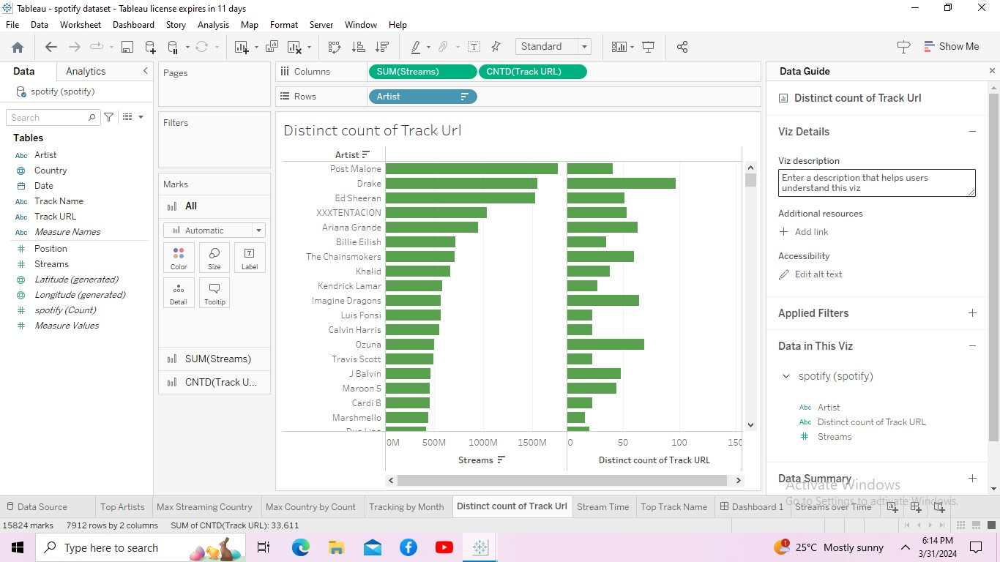 Tableau - spotify dataset - Tableau license expires in 11 days
File Data Worksheet Dashboard Story Analysis Map Format Server Window Help
Standard
Show Me
Data Analytics
spotify (spotify)
Search
Tables
Abc Artist
Country
Date
Abc Track Name
Abc Track URL
Abc Measure Names
Position
Streams
Latitude (generated)
Longitude (generated)
spotify (Count)
Measure Values
Pages
Filters
Marks
All
Automatic
Color Size Label
Detail Tooltip
SUM(Streams)
CNTD(Track U...
Columns SUM(Streams) CNTD(Track URL)
Rows Artist
Distinct count of Track Url
Artist
Post Malone
Drake
Ed Sheeran
XXXTENTACION
Ariana Grande
Billie Eilish
The Chainsmokers
Khalid
Kendrick Lamar
Imagine Dragons
Luis Fonsi
Calvin Harris
Ozuna
Travis Scott
J Balvin
Maroon 5
Cardi B
Marshmello
0M 500M 1000M 1500M 0 50 100
Streams Distinct count of Track URL
Data Guide
Distinct count of Track Url
Viz Details
Viz description
Enter a description that helps users
understand this viz
Additional resources
Add link
Accessibility
Edit alt text
Applied Filters
Data in This Viz
spotify (spotify)
Abc Artist
Abc Distinct count of Track URL
Streams
Data Summary
Activate Windows
Go to Settings to activate Windows.
Data Source Top Artists Max Streaming Country Max Country by Count Tracking by Month Distinct count of Track Url Stream Time Top Track Name Dashboard 1 Streams over Time
15824 marks 7912 rows by 2 columns SUM of CNTD(Track URL): 33,611
Type here to search
1 25°C Mostly sunny
6:14 PM
3/31/2024